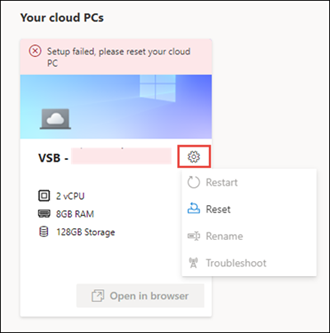 Your cloud PCs
Setup failed, please reset your cloud
PC
VSB -
2 vCPU
8GB RAM
128GB Storage
Restart
Reset
Rename
Troubleshoot
Open in browser